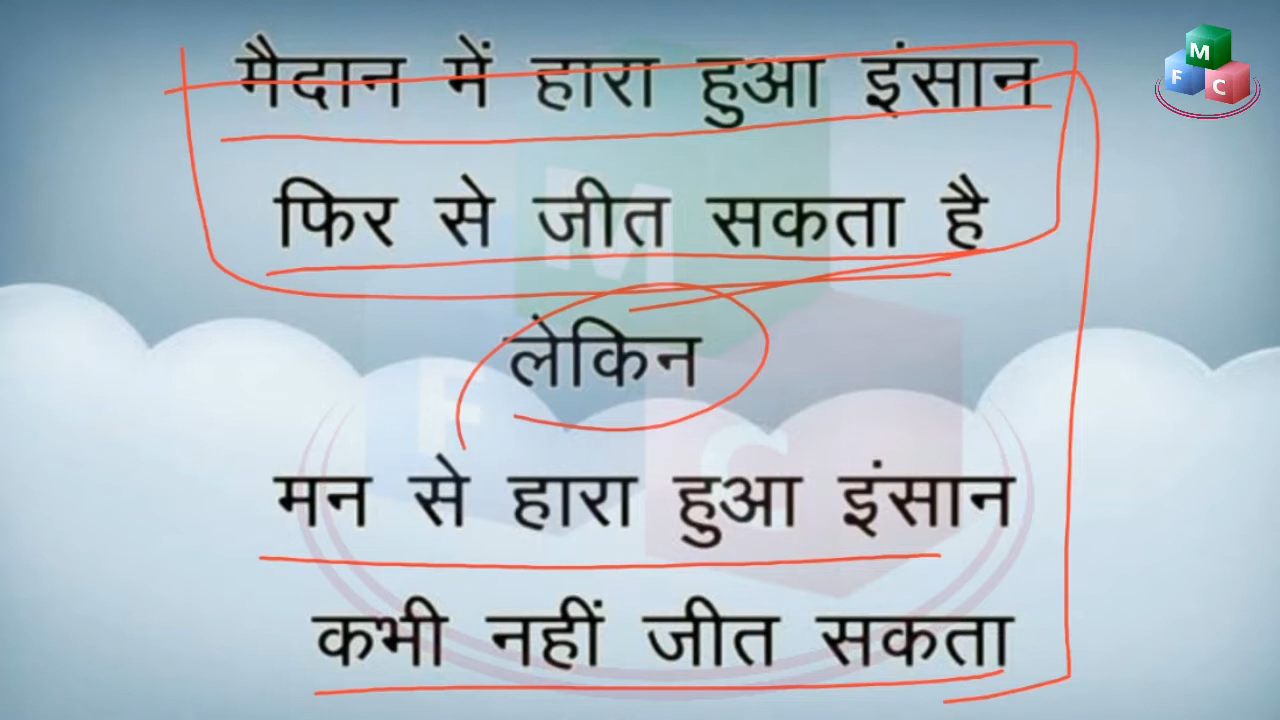 मैदान में हारा हुआ इंसान
फिर से जीत सकता है
लेकिन
मन से हारा हुआ इंसान
कभी नहीं जीत सकता
M
F
C
M
F
C